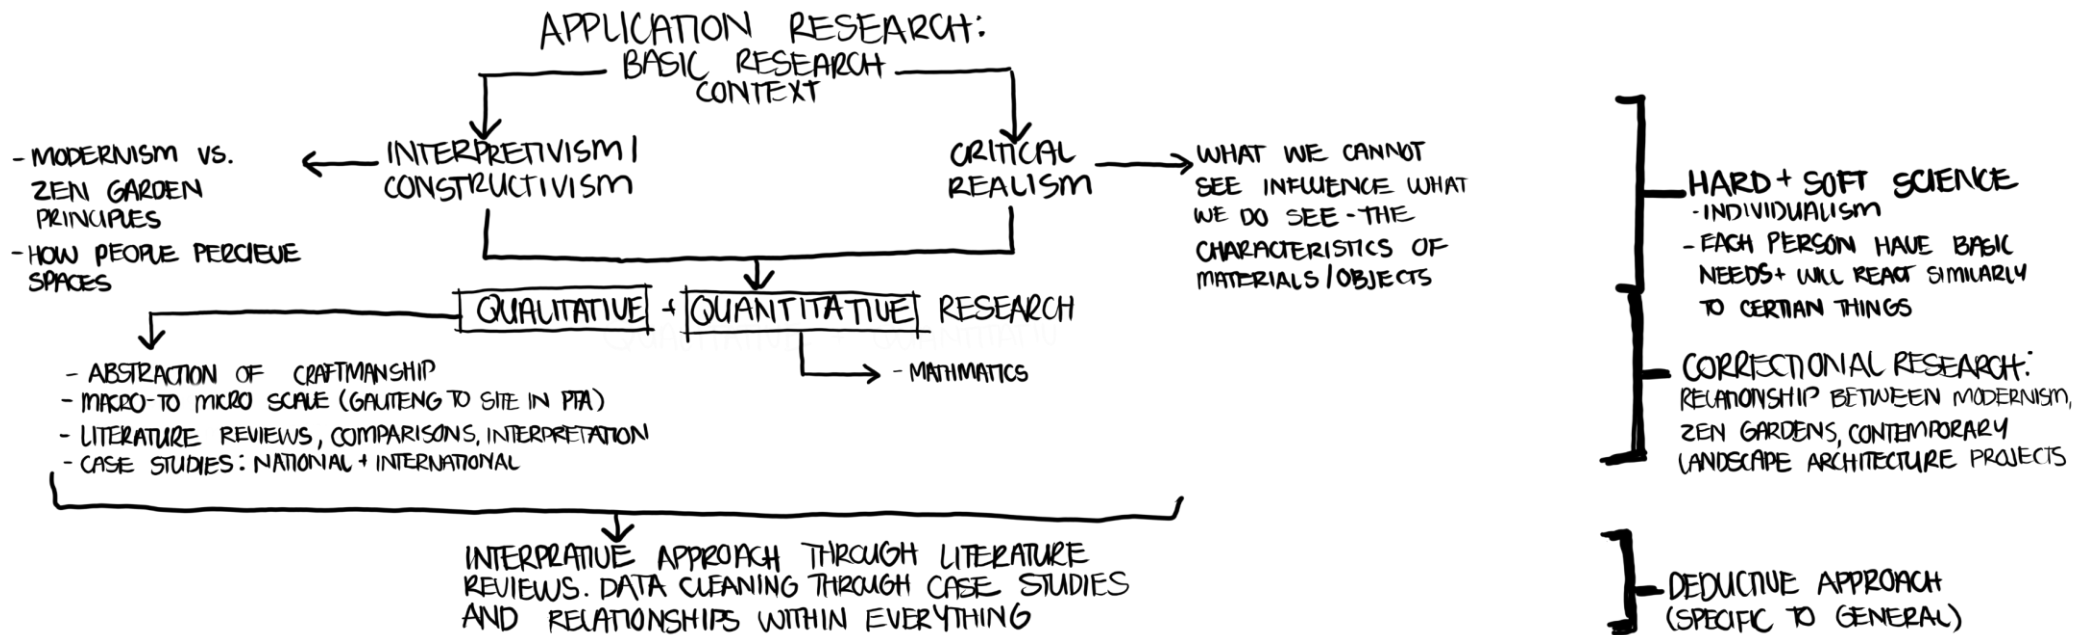 APPLICATION RESEARCH:
BASIC RESEARCH
CONTEXT
- MODERNISM VS.
ZEN GARDEN
PRINCIPLES
- HOW PEOPLE PERCIEVE
SPACES
INTERPRETIVISM /
CONSTRUCTIVISM
CRITICAL
REALISM
WHAT WE CANNOT
SEE INFLUENCE WHAT
WE DO SEE - THE
CHARACTERISTICS OF
MATERIALS/OBJECTS
QUALITATIVE + QUANTITATIVE RESEARCH
- ABSTRACTION OF CRAFTMANSHIP
- MACRO-TO MICRO SCALE (GAUTENG TO SITE IN PTA)
- LITERATURE REVIEWS, COMPARISONS, INTERPRETATION
- CASE STUDIES: NATIONAL + INTERNATIONAL
- MATHMATICS
INTERPRATIVE APPROACH THROUGH LITERATURE
REVIEWS. DATA CLEANING THROUGH CASE STUDIES
AND RELATIONSHIPS WITHIN EVERYTHING
HARD + SOFT SCIENCE
- INDIVIDUALISM
- EACH PERSON HAVE BASIC
NEEDS + WILL REACT SIMILARLY
TO CERTIAN THINGS
CORRECTIONAL RESEARCH:
RELATIONSHIP BETWEEN MODERNISM,
ZEN GARDENS, CONTEMPORARY
LANDSCAPE ARCHITECTURE PROJECTS
DEDUCTIVE APPROACH
(SPECIFIC TO GENERAL)